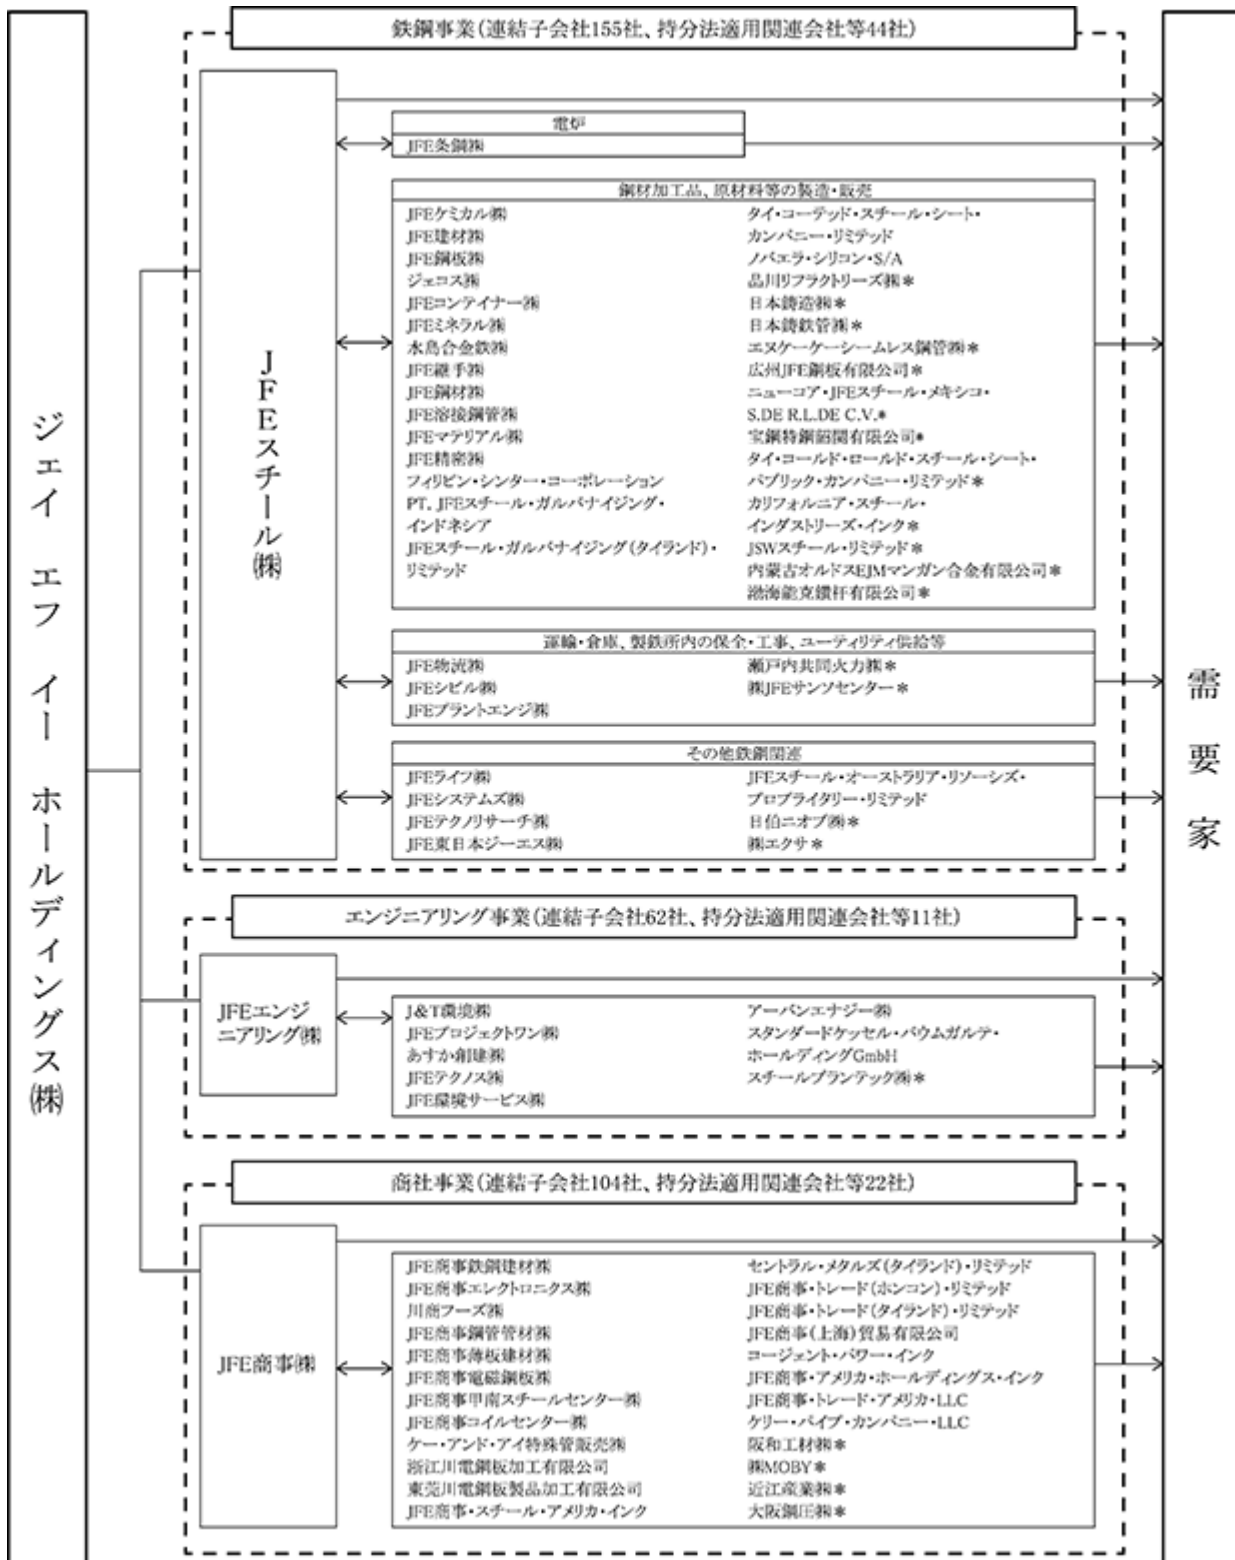 ジェイ エフ イー ホールディングス㈱
鉄鋼事業(連結子会社155社、持分法適用関連会社等44社)
JFEスチール㈱
電炉
JFE条鋼㈱
鋼材加工品、原材料等の製造・販売
JFEケミカル㈱
JFE建材㈱
JFE鋼板㈱
ジェコス㈱
JFEコンテイナー㈱
JFEミネラル㈱
水島合金鉄㈱
JFE継手㈱
JFE鋼材㈱
JFE溶接鋼管㈱
JFEマテリアル㈱
JFE精密㈱
フィリピン・シンター・コーポレーション
PT. JFEスチール・ガルバナイジング・
インドネシア
JFEスチール・ガルバナイジング(タイランド)・
リミテッド
タイ・コーテッド・スチール・シート・
カンパニー・リミテッド
ノバエラ・シリコン・S/A
品川リフラクトリーズ㈱*
日本鋳造㈱*
日本鋳鉄管㈱*
エヌケーケーシームレス鋼管㈱*
広州JFE鋼板有限公司*
ニューコア・JFEスチール・メキシコ・
S.DE R.L.DE C.V.*
宝鋼特鋼韶関有限公司*
タイ・コールド・ロールド・スチール・シート・
パブリック・カンパニー・リミテッド*
カリフォルニア・スチール・
インダストリーズ・インク*
JSWスチール・リミテッド*
内蒙古オルドスEJMマンガン合金有限公司*
渤海能克鑽杆有限公司*
運輸・倉庫、製鉄所内の保全・工事、ユーティリティ供給等
JFE物流㈱
JFEシビル㈱
JFEプラントエンジ㈱
瀬戸内共同火力㈱*
㈱JFEサンソセンター*
その他鉄鋼関連
JFEライフ㈱
JFEシステムズ㈱
JFEテクノリサーチ㈱
JFE東日本ジーエス㈱
JFEスチール・オーストラリア・リソーシズ・
プロプライタリー・リミテッド
日伯ニオブ㈱*
㈱エクサ*
エンジニアリング事業(連結子会社62社、持分法適用関連会社等11社)
JFEエンジ
ニアリング㈱
J&T環境㈱
JFEプロジェクトワン㈱
あすか創建㈱
JFEテクノス㈱
JFE環境サービス㈱
アーバンエナジー㈱
スタンダードケッセル・バウムガルテ・
ホールディングGmbH
スチールプランテック㈱*
商社事業(連結子会社104社、持分法適用関連会社等22社)
JFE商事㈱
JFE商事鉄鋼建材㈱
JFE商事エレクトロニクス㈱
川商フーズ㈱
JFE商事鋼管管材㈱
JFE商事薄板建材㈱
JFE商事電磁鋼板㈱
JFE商事甲南スチールセンター㈱
JFE商事コイルセンター㈱
ケー・アンド・アイ特殊管販売㈱
浙江川電鋼板加工有限公司
東莞川電鋼板製品加工有限公司
JFE商事・スチール・アメリカ・インク
セントラル・メタルズ(タイランド)・リミテッド
JFE商事・トレード(ホンコン)・リミテッド
JFE商事・トレード(タイランド)・リミテッド
JFE商事(上海)貿易有限公司
コージェント・パワー・インク
JFE商事・アメリカ・ホールディングス・インク
JFE商事・トレード・アメリカ・LLC
ケリー・パイプ・カンパニー・LLC
阪和工材㈱*
㈱MOBY*
近江産業㈱*
大阪鋼圧㈱*
需要家